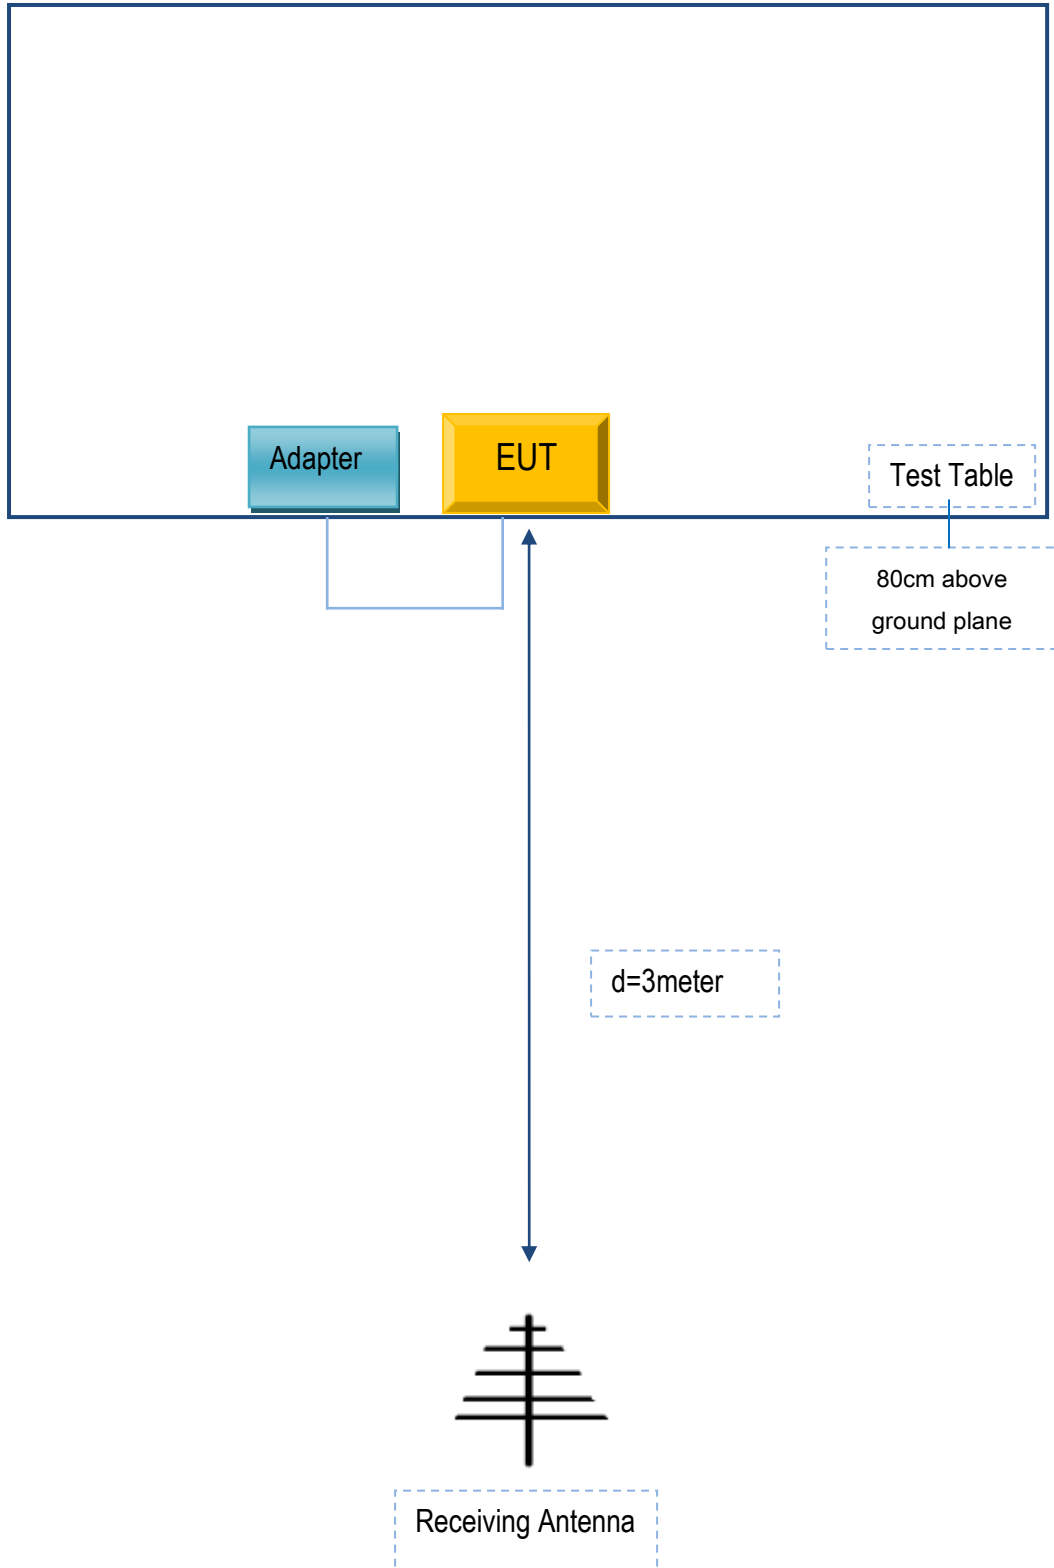 Adapter
EUT
Test Table
80cm above
ground plane
d=3meter
Receiving Antenna